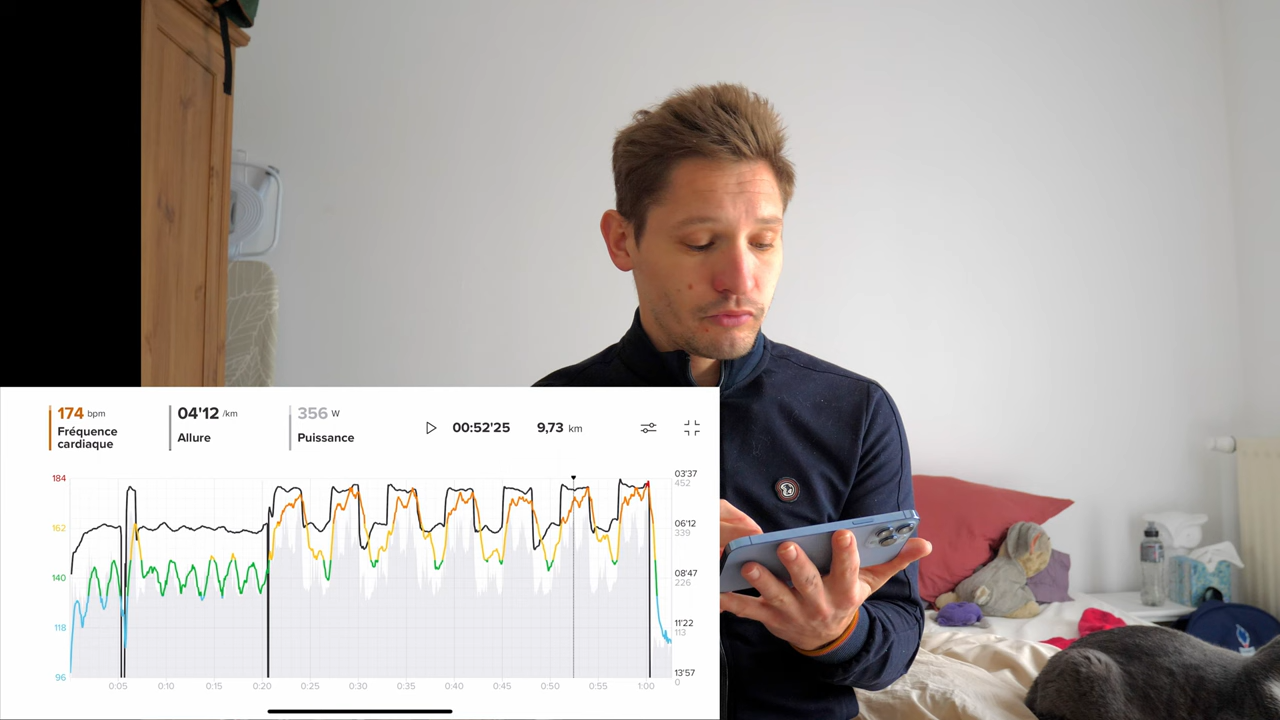 174 bpm
Fréquence
cardiaque
04'12 /km
Allure
356 W
Puissance
00:52'25
9,73 km
184
162
140
118
96
03'37
452
06'12
339
08'47
226
11'22
113
13'57
0
0:05 0:10 0:15 0:20 0:25 0:30 0:35 0:40 0:45 0:50 0:55 1:00